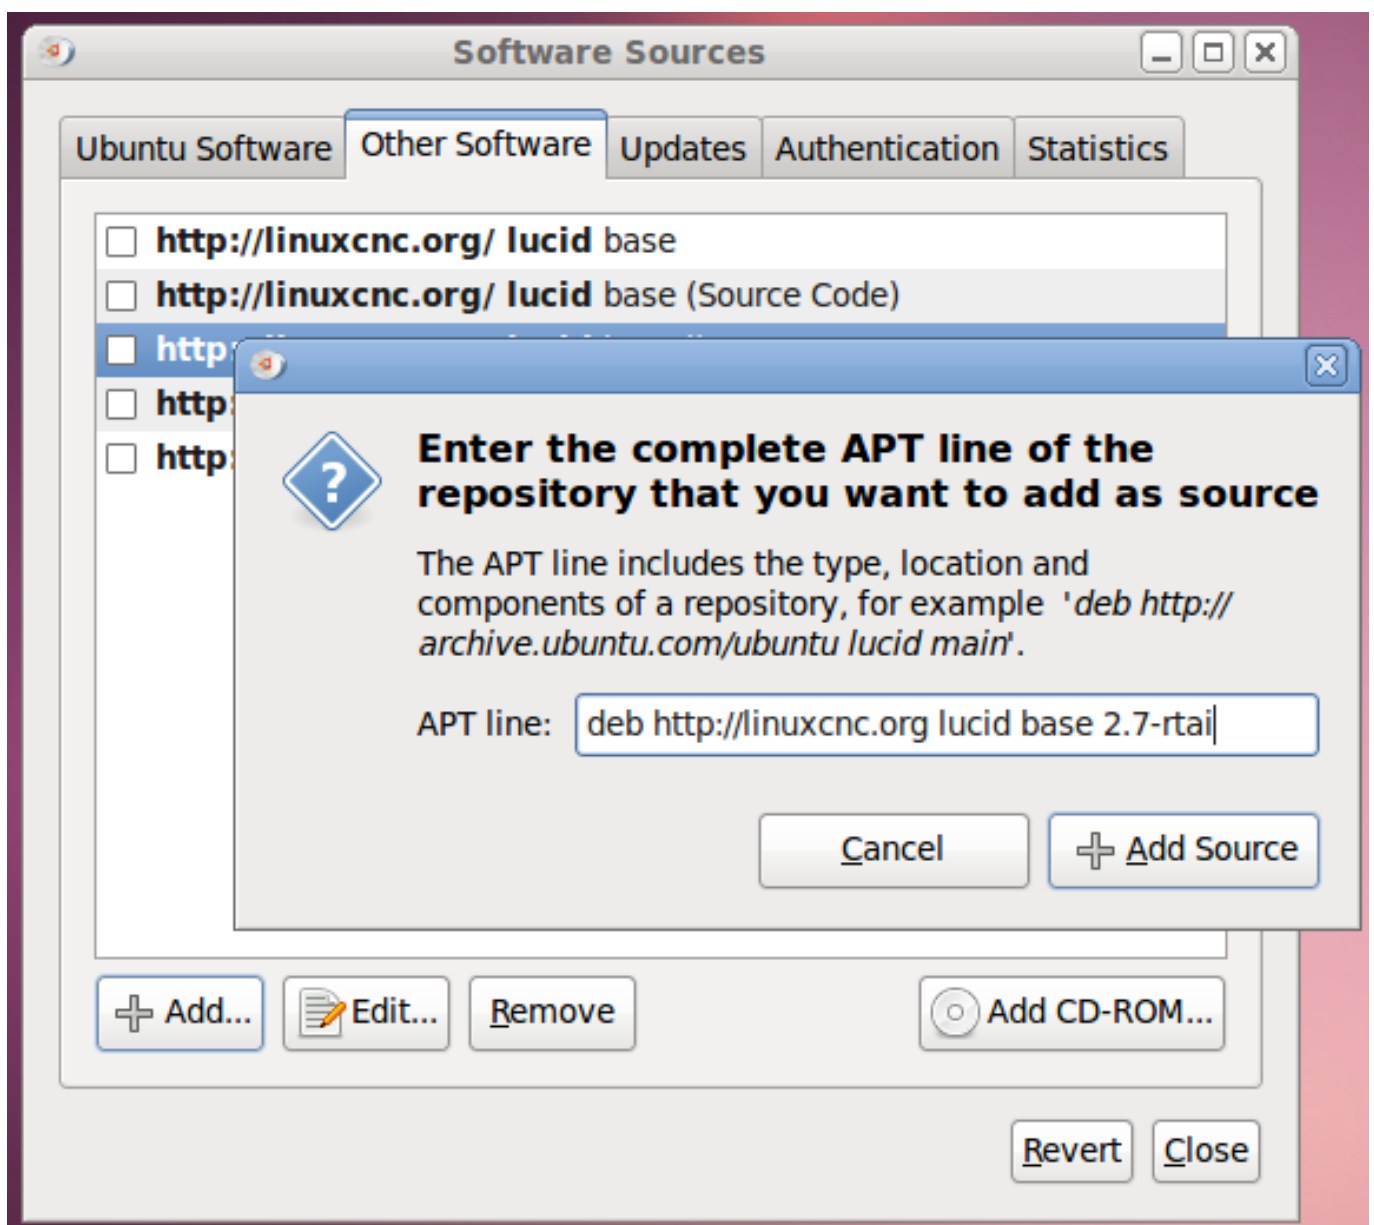 Software Sources
Ubuntu Software Other Software Updates Authentication Statistics
http://linuxcnc.org/ lucid base
http://linuxcnc.org/ lucid base (Source Code)
http:
http:
http:
Enter the complete APT line of the
repository that you want to add as source
The APT line includes the type, location and
components of a repository, for example 'deb http://
archive.ubuntu.com/ubuntu lucid main'.
APT line: deb http://linuxcnc.org lucid base 2.7-rtai
Cancel Add Source
Add... Edit... Remove Add CD-ROM...
Revert Close